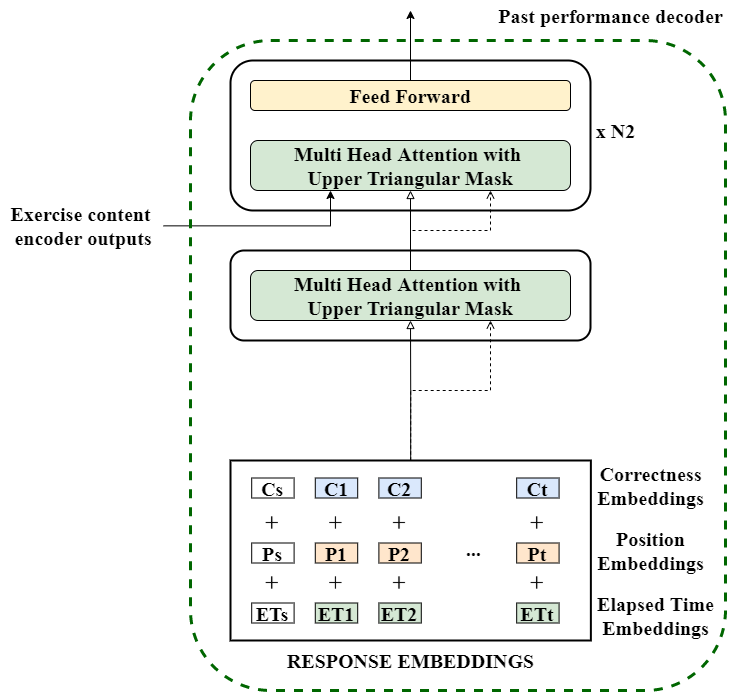 Past performance decoder
Feed Forward
x N2
Multi Head Attention with
Upper Triangular Mask
Exercise content
encoder outputs
Multi Head Attention with
Upper Triangular Mask
Cs C1 C2 Ct
Correctness
Embeddings
+ + + +
Ps P1 P2 ... Pt
Position
Embeddings
+ + + +
ETs ET1 ET2 ETt
Elapsed Time
Embeddings
RESPONSE EMBEDDINGS